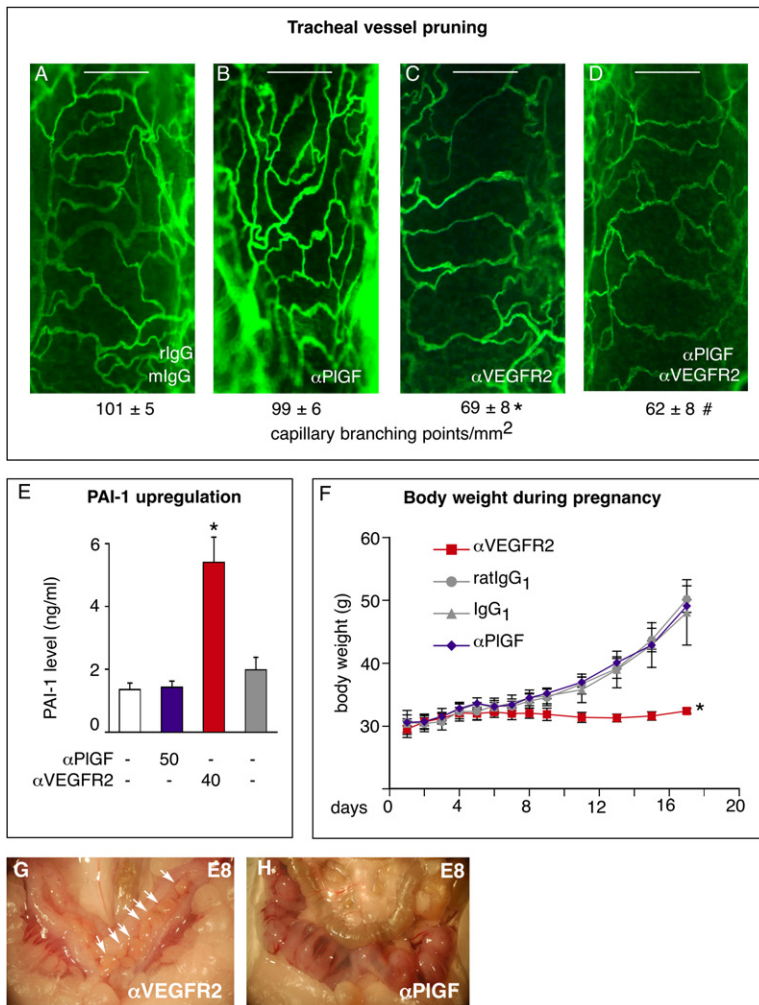 Tracheal vessel pruning
A
B
C
D
rIgG
mIgG
αPlGF
αVEGFR2
αPlGF
αVEGFR2
101 ± 5
99 ± 6
69 ± 8 *
62 ± 8 #
capillary branching points/mm²
E
PAI-1 upregulation
PAI-1 level (ng/ml)
6
4
2
0
*
αPlGF - 50 - -
αVEGFR2 - - 40 -
F
Body weight during pregnancy
body weight (g)
60
50
40
30
αVEGFR2
ratIgG₁
IgG₁
αPlGF
*
days 0 4 8 12 16 20
G
E8
αVEGFR2
H
E8
αPlGF